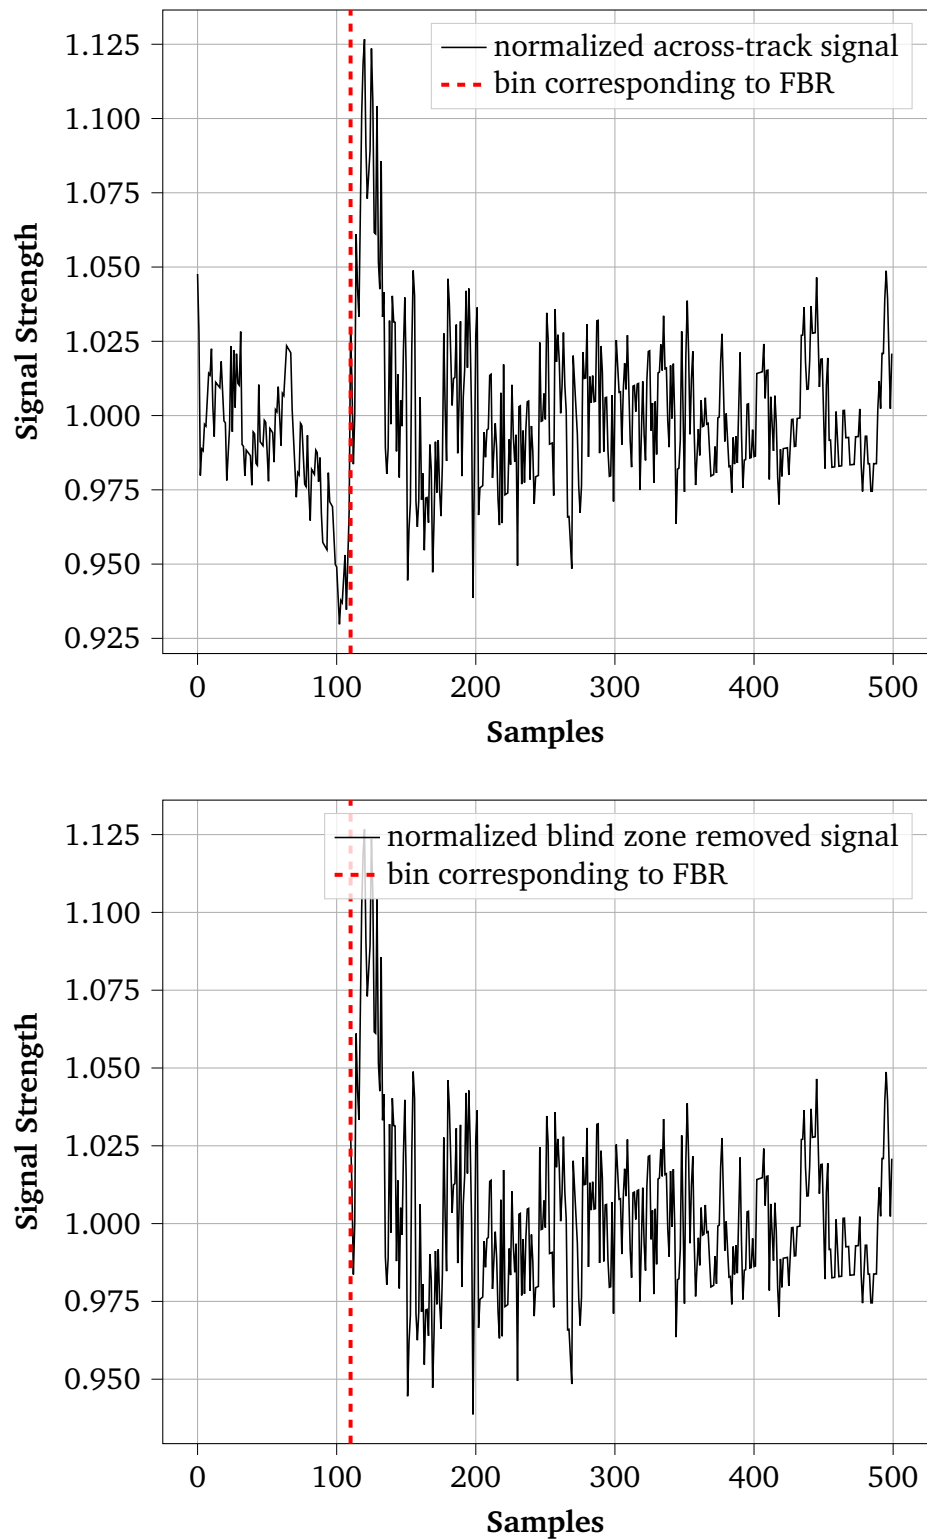 normalized across-track signal
bin corresponding to FBR
1.125
1.100
1.075
1.050
1.025
1.000
0.975
0.950
0.925
Signal Strength
0 100 200 300 400 500
Samples
normalized blind zone removed signal
bin corresponding to FBR
1.125
1.100
1.075
1.050
1.025
1.000
0.975
0.950
Signal Strength
0 100 200 300 400 500
Samples